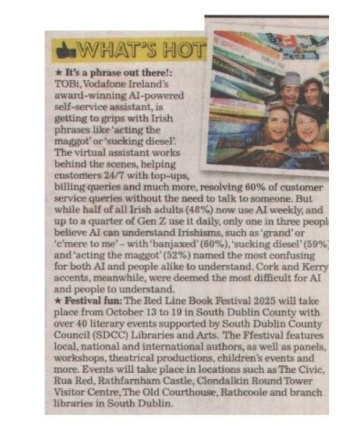 WHAT'S HOT
★ It's a phrase out there!:
TOBi, Vodafone Ireland's
award-winning AI-powered
self-service assistant, is
getting to grips with Irish
phrases like 'acting the
maggot' or 'sucking diesel'.
The virtual assistant works
behind the scenes, helping
customers 24/7 with top-ups,
billing queries and much more, resolving 60% of customer
service queries without the need to talk to someone. But
while half of all Irish adults (48%) now use AI weekly, and
up to a quarter of Gen Z use it daily, only one in three peopl
believe AI can understand Irishisms, such as 'grand' or
'c'mere to me' – with 'banjaxed' (60%), 'sucking diesel' (59%)
and 'acting the maggot' (52%) named the most confusing
for both AI and people alike to understand. Cork and Kerry
accents, meanwhile, were deemed the most difficult for AI
and people to understand.
★ Festival fun: The Red Line Book Festival 2025 will take
place from October 13 to 19 in South Dublin County with
over 40 literary events supported by South Dublin County
Council (SDCC) Libraries and Arts. The Ffestival features
local, national and international authors, as well as panels,
workshops, theatrical productions, children's events and
more. Events will take place in locations such as The Civic,
Rua Red, Rathfarnham Castle, Clondalkin Round Tower
Visitor Centre, The Old Courthouse, Rathcoole and branch
libraries in South Dublin.